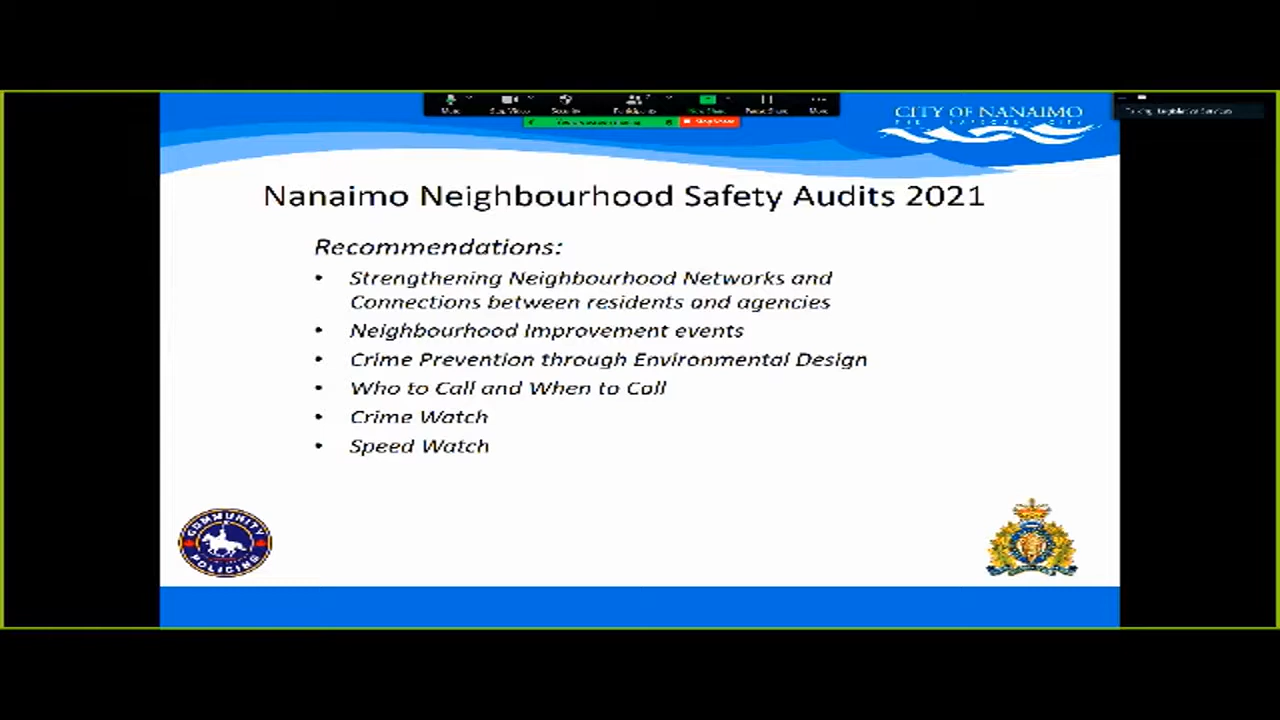 CITY OF NANAIMO
Nanaimo Neighbourhood Safety Audits 2021
Recommendations:
• Strengthening Neighbourhood Networks and
Connections between residents and agencies
• Neighbourhood Improvement events
• Crime Prevention through Environmental Design
• Who to Call and When to Call
• Crime Watch
• Speed Watch
COMMUNITY
POLICING